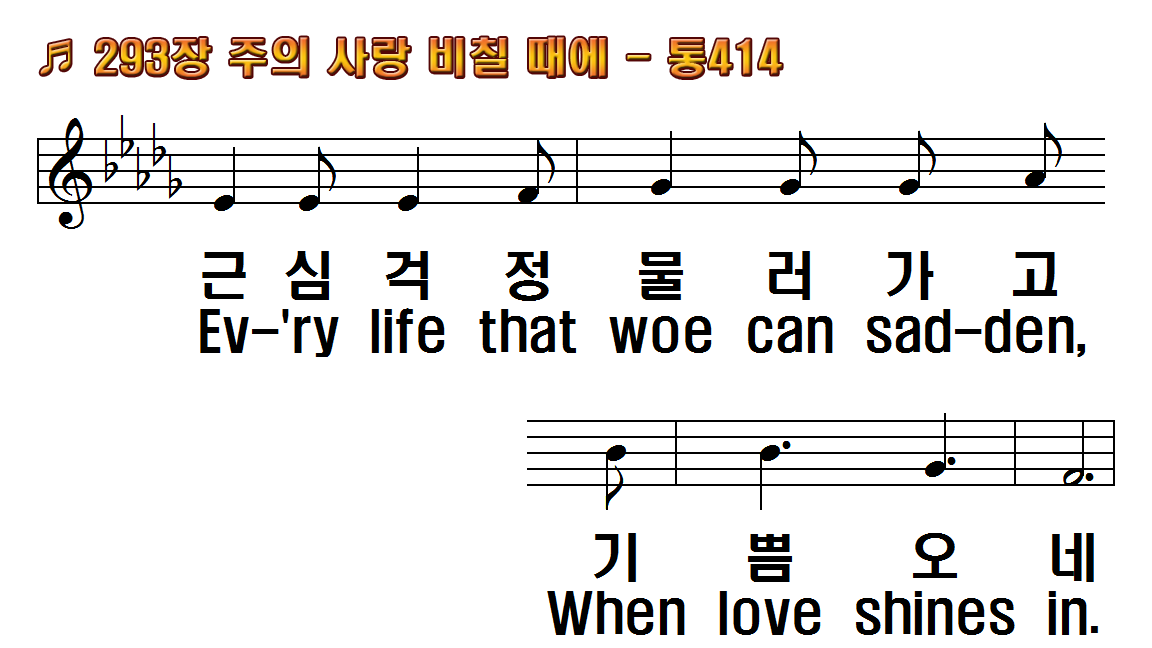 ♬ 293장 주의 사랑 비칠 때에 - 통414
근 심 걱 정 물 러 가 고
Ev-'ry life that woe can sad-den,
기 쁨 오 네
When love shines in.